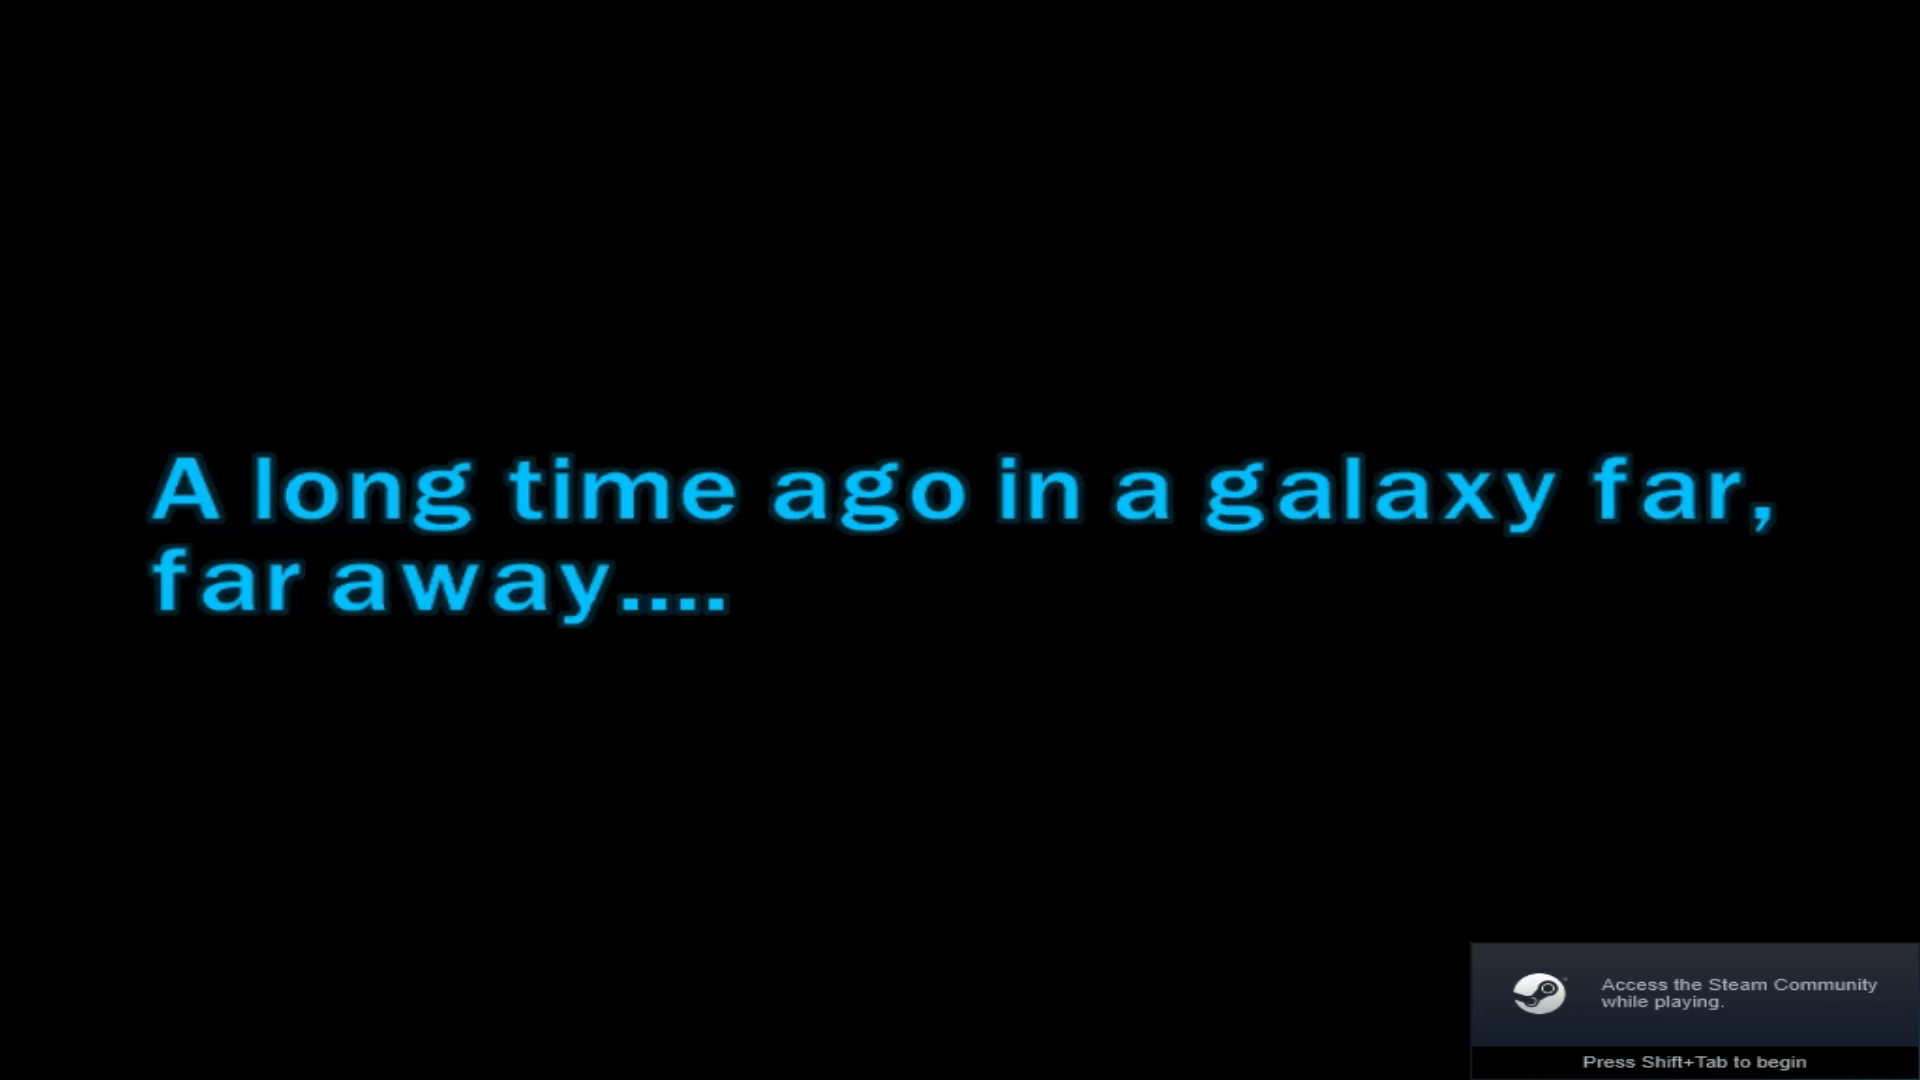 A long time ago in a galaxy far,
far away....
Access the Steam Community
while playing.
Press Shift+Tab to begin